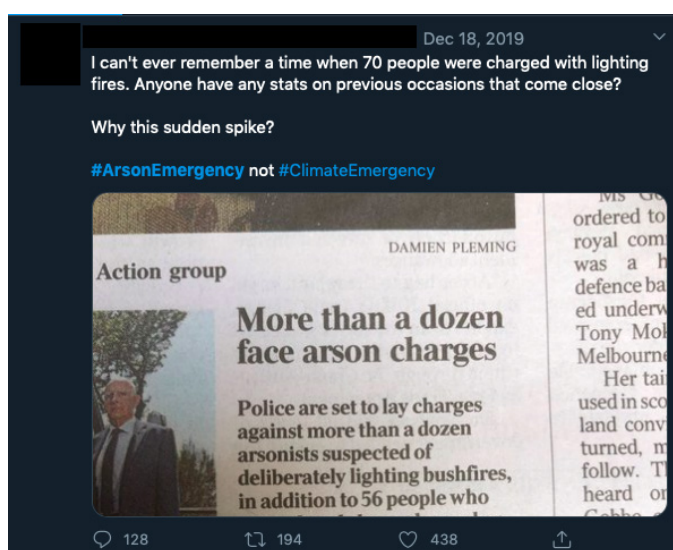 Dec 18, 2019
I can't ever remember a time when 70 people were charged with lighting
fires. Anyone have any stats on previous occasions that come close?
Why this sudden spike?
#ArsonEmergency not #ClimateEmergency
DAMIEN PLEMING
Action group
More than a dozen
face arson charges
Police are set to lay charges
against more than a dozen
arsonists suspected of
deliberately lighting bushfires,
in addition to 56 people who
Ms
ordered to
royal com
was a h
defence ba
ed underw
Tony Mok
Melbourne
Her tai
used in sco
land conv
turned, m
follow. T
heard or
128
194
438